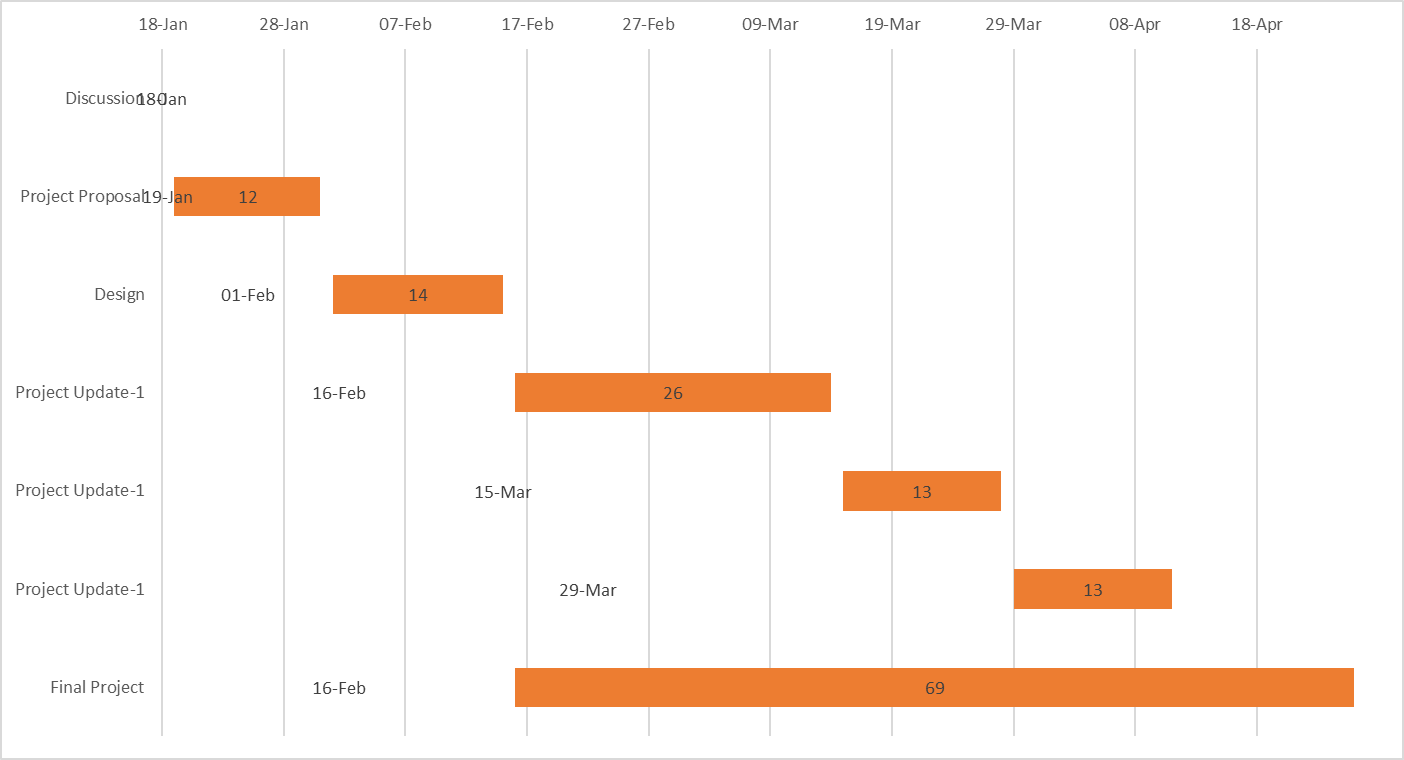 18-Jan 28-Jan 07-Feb 17-Feb 27-Feb 09-Mar 19-Mar 29-Mar 08-Apr 18-Apr
Discussion 18-Jan 0
Project Proposal 19-Jan 12
Design 01-Feb 14
Project Update-1 16-Feb 26
Project Update-1 15-Mar 13
Project Update-1 29-Mar 13
Final Project 16-Feb 69